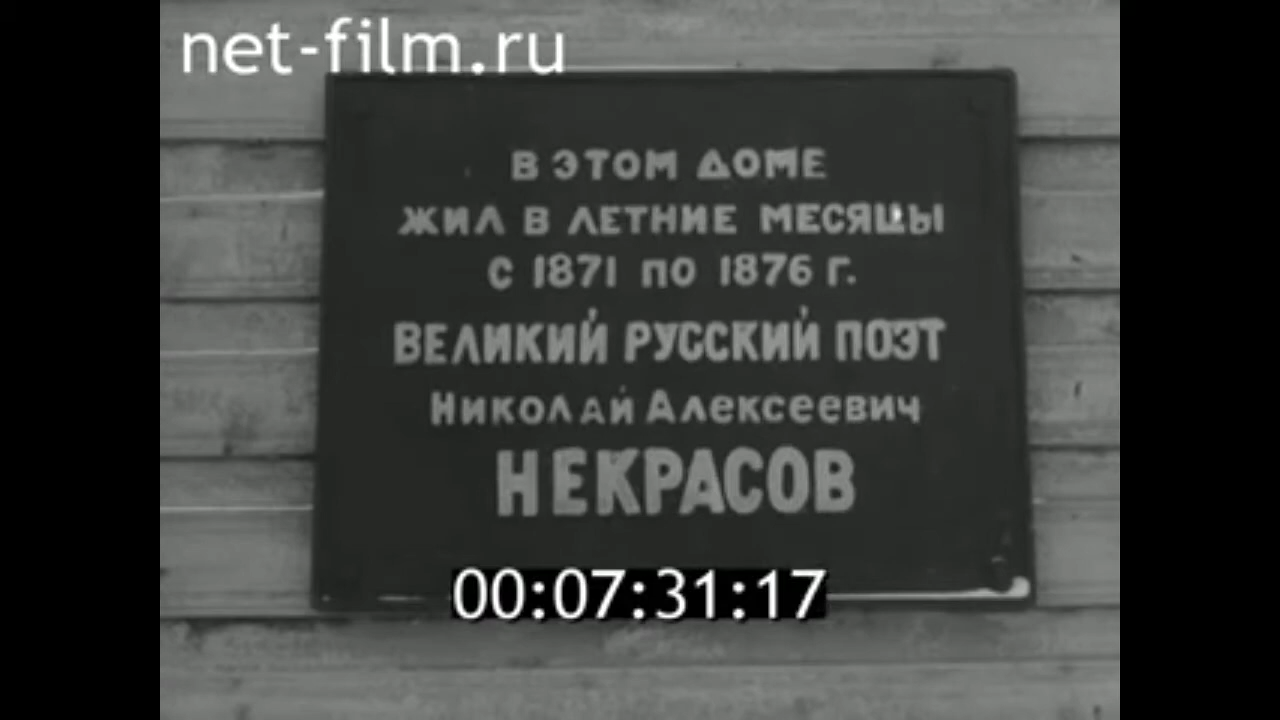 net-film.ru
В ЭТОМ ДОМЕ
ЖИЛ В ЛЕТНИЕ МЕСЯЦЫ
С 1871 ПО 1876 Г.
ВЕЛИКИЙ РУССКИЙ ПОЭТ
Николай Алексеевич
НЕКРАСОВ
00:07:31:17